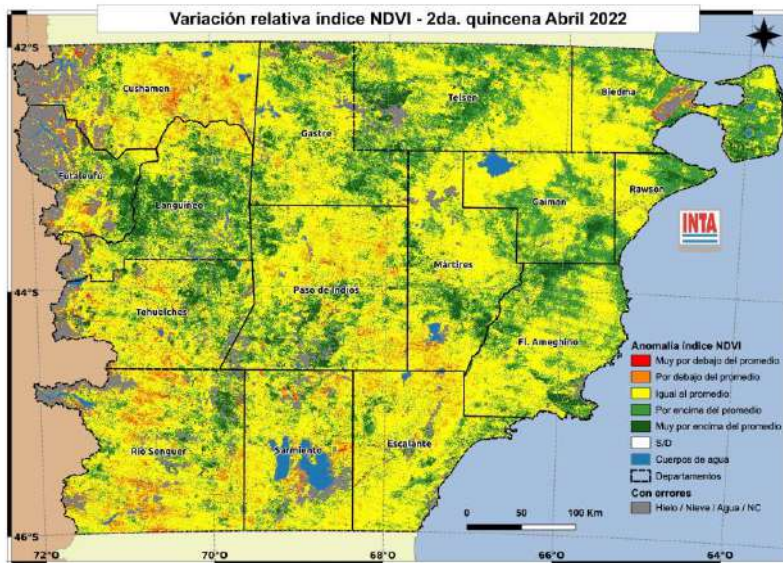 Variación relativa índice NDVI - 2da. quincena Abril 2022
42°S
44°S
46°S
72°O
70°O
68°O
66°O
64°O
Cushamen
Gastre
Telsen
Biedma
Futaleufú
Languineo
Gaiman
Rawson
Tehuelches
Paso de Indios
Mártires
Fl. Ameghino
Río Senguer
Sarmiento
Escalante
INTA
Anomalía índice NDVI
Muy por debajo del promedio
Por debajo del promedio
Igual al promedio
Por encima del promedio
Muy por encima del promedio
S/D
Cuerpos de agua
Departamentos
Con errores
Hielo / Nieve / Agua / NC
0 50 100 Km